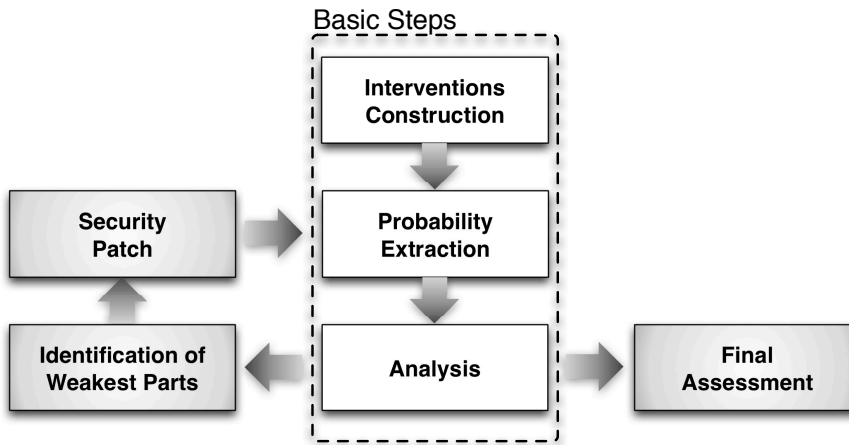 Basic Steps
Interventions
Construction
Security
Patch
Probability
Extraction
Identification of
Weakest Parts
Analysis
Final
Assessment